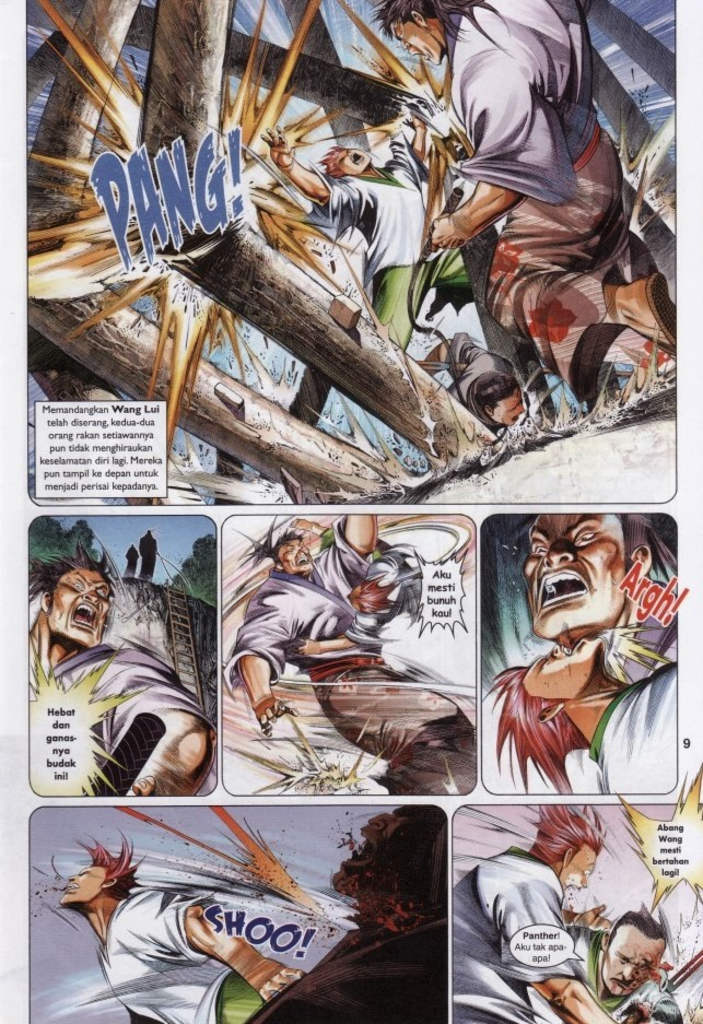 PANG!
Memandangkan Wang Lui
telah diserang, kedua-dua
orang rakan setiawannya
pun tidak menghiraukan
keselamatan diri lagi. Mereka
pun tampil ke depan untuk
menjadi perisai kepadanya.
Hebat
dan
ganas-
nya
budak
ini!
Aku
mesti
bunuh
kau!
Argh!
9
SHOO!
Abang
Wang
mesti
bertahan
lagi!
Panther!
Aku tak apa-
apa!